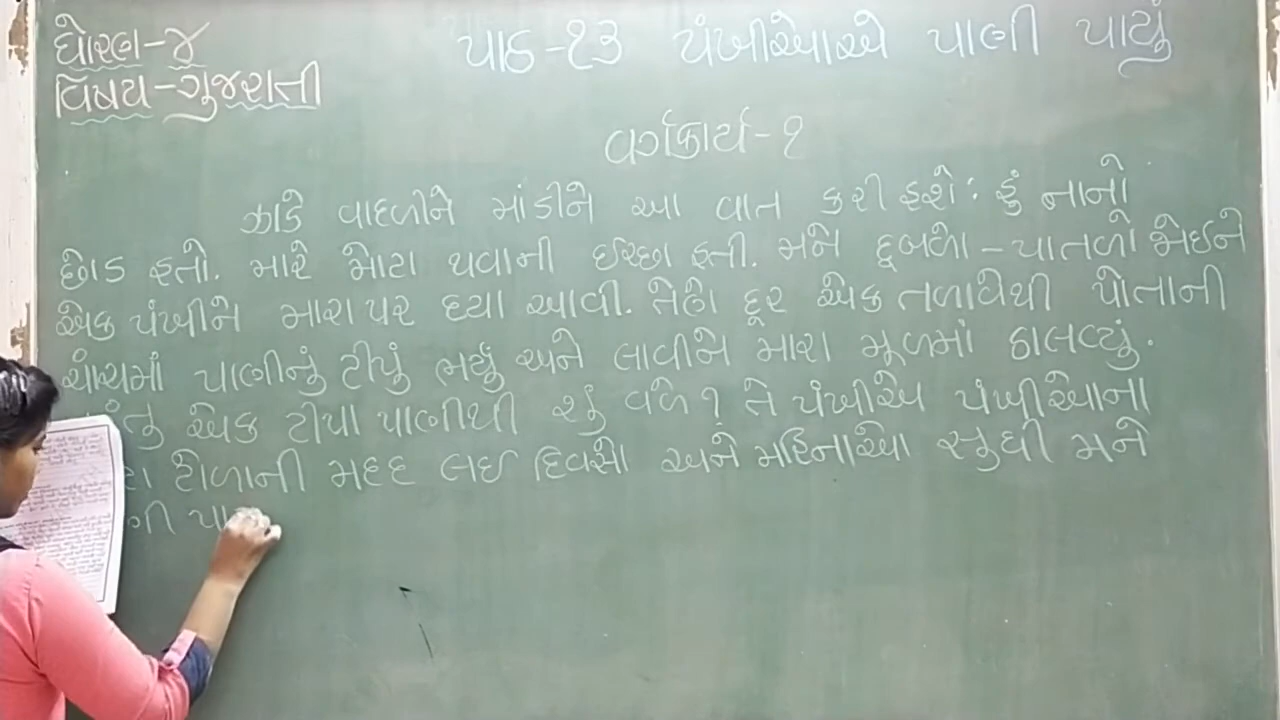 ધોરણ-૪
વિષય-ગુજરાતી
પાઠ-૧૩ પંખીઓએ પાણી પાયું
વર્ગકાર્ય-૧
ઝાડે વાદળીને માંડીને આ વાત કરી હશે: હું નાનો
છોડ હતો. મારે મોટા થવાની ઈચ્છા હતી. મને દુબળો-પાતળો જોઈને
એક પંખીને મારા પર દયા આવી. તેણે દૂર એક તળાવેથી પોતાની
ચાંચમાં પાણીનું ટીપું ભર્યું અને લાવીને મારા મૂળમાં ઠાલવ્યું.
એક ટીપા પાણીથી શું વળે? તે પંખીએ પંખીઓના
ટોળાની મદદ લઈ દિવસો અને મહિનાઓ સુધી મને